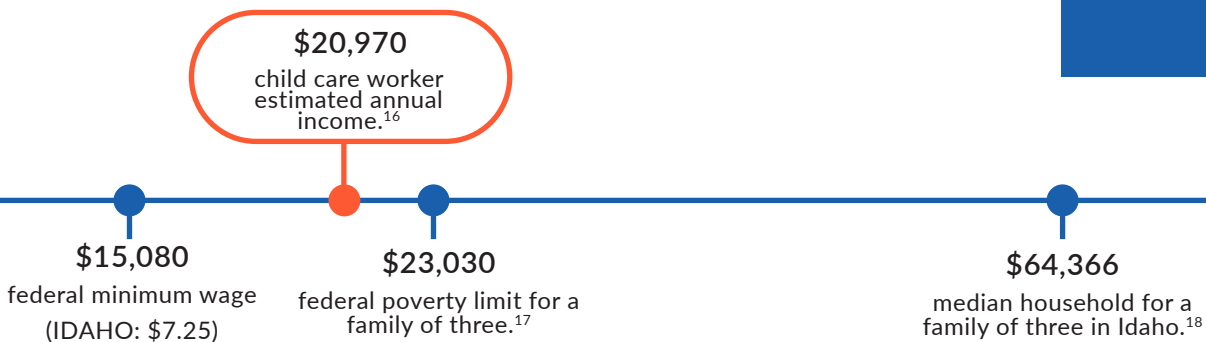 $20,970
child care worker
estimated annual
income.16
$15,080
federal minimum wage
(IDAHO: $7.25)
$23,030
federal poverty limit for a
family of three.17
$64,366
median household for a
family of three in Idaho.18